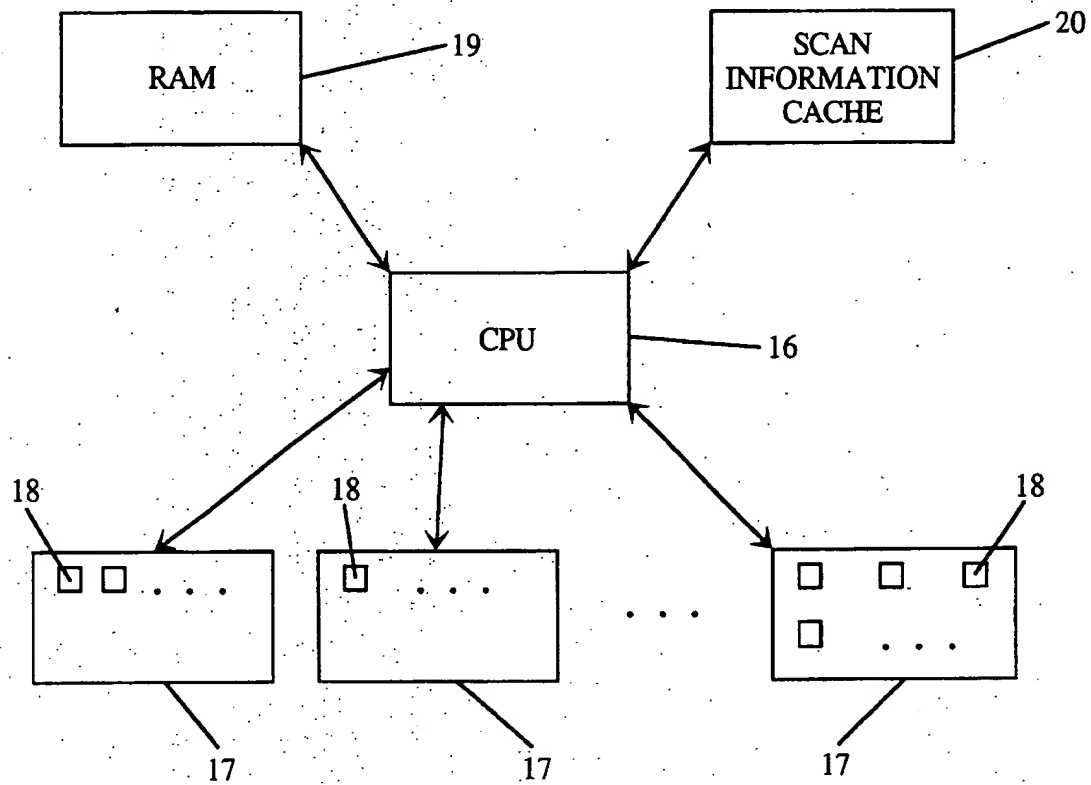 RAM
19
SCAN
INFORMATION
CACHE
20
CPU
16
18
18
18
. . .
. . .
. . .
. . .
17
17
17